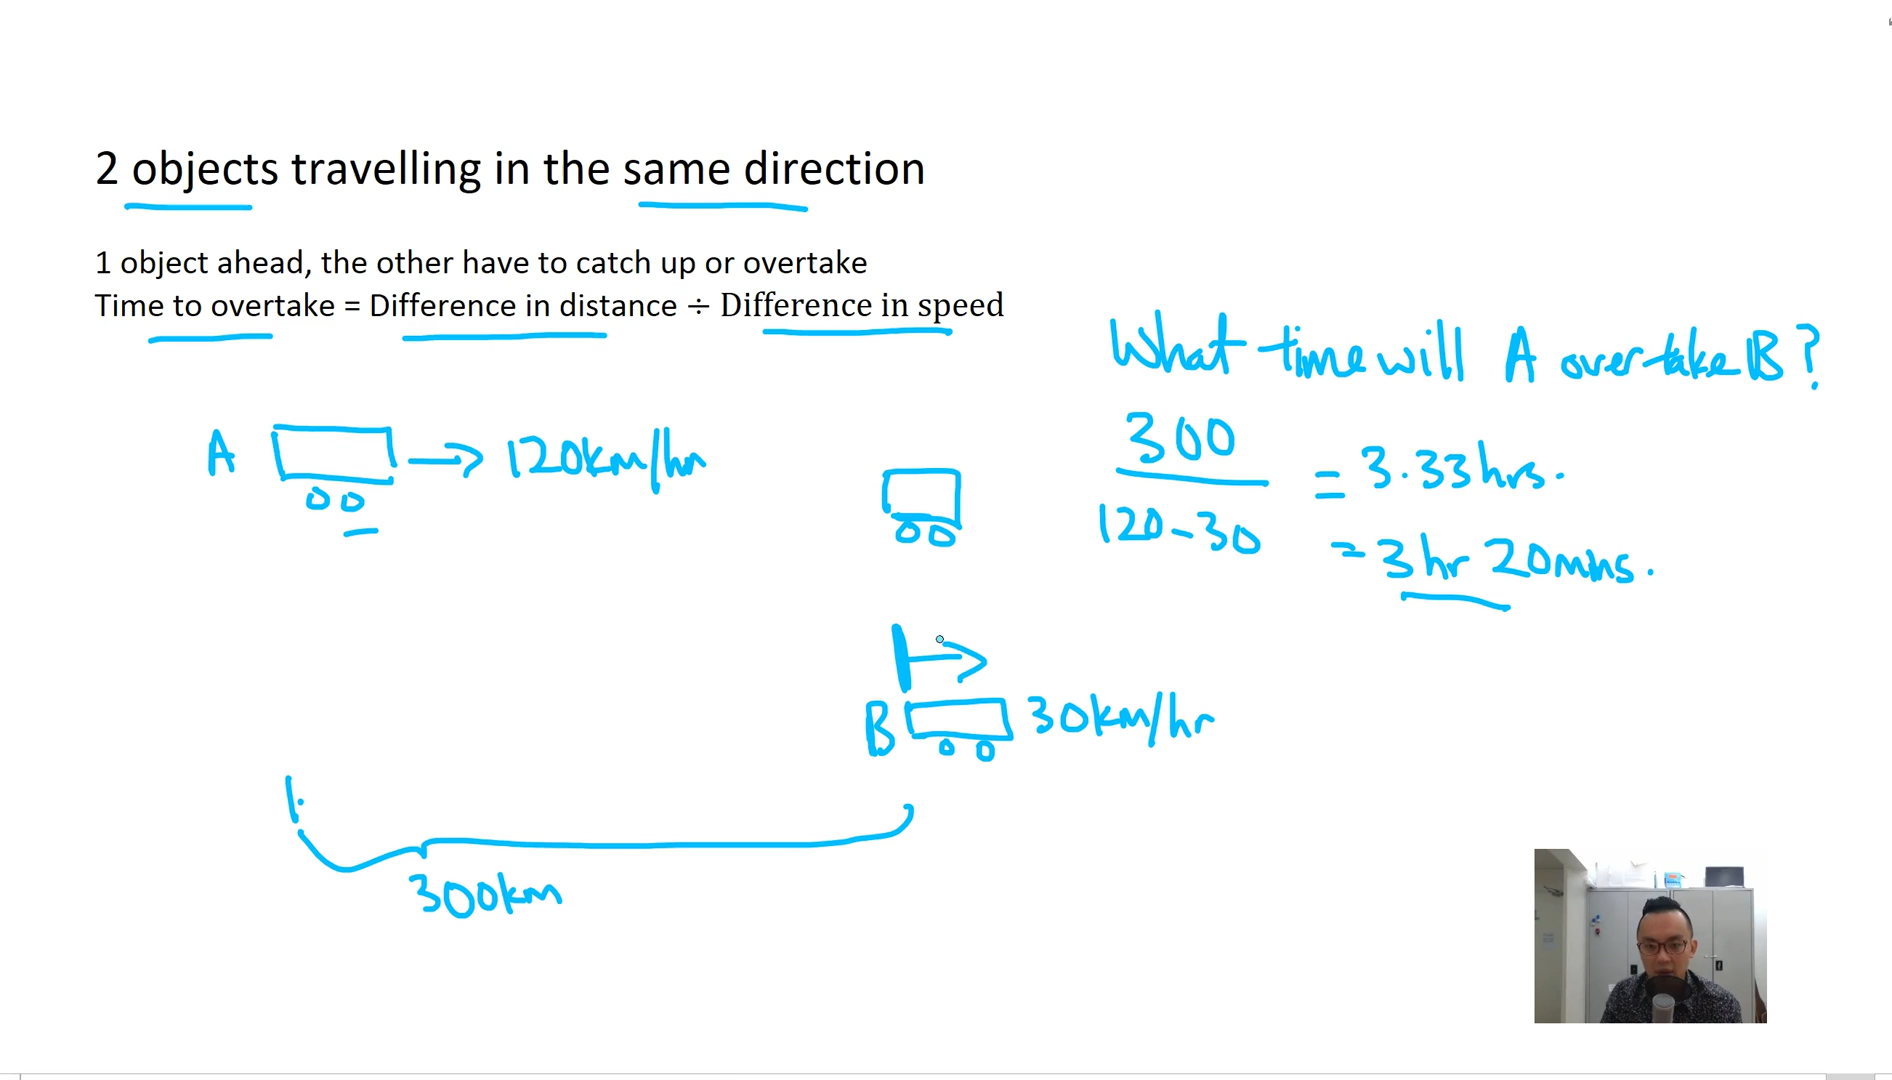 2 objects travelling in the same direction
1 object ahead, the other have to catch up or overtake
Time to overtake = Difference in distance ÷ Difference in speed
What time will A overtake B?
A → 120km/hr
300
120-30
= 3.33hrs.
= 3hr 20mins.
B 30km/hr
300km